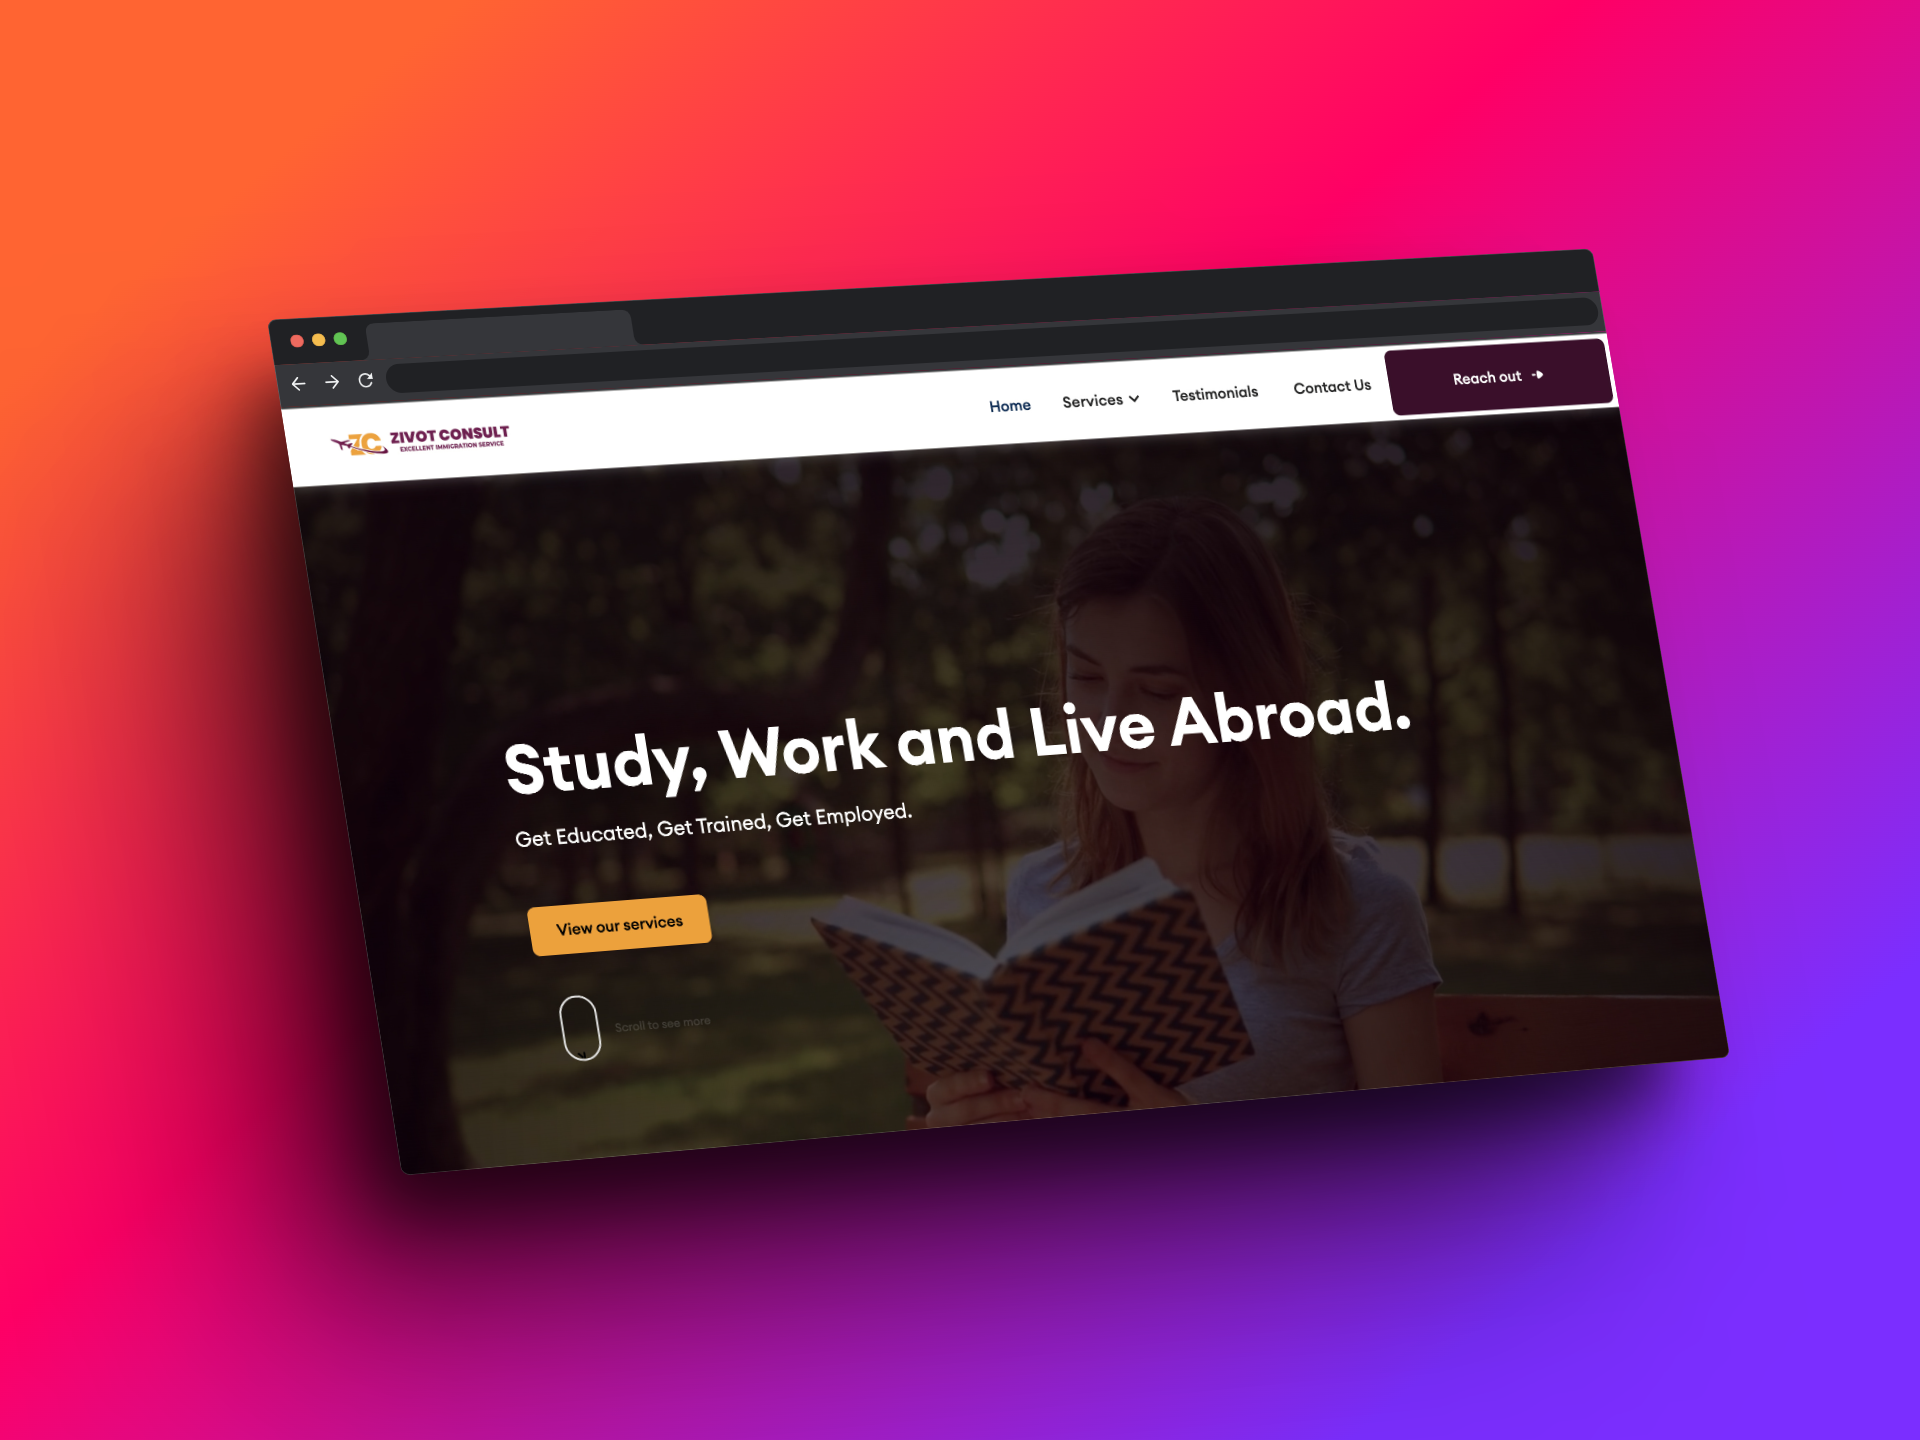 ZC
ZIVOT CONSULT
EXCELLENT IMMIGRATION SERVICE
Home
Services
Testimonials
Contact Us
Reach out
Study, Work and Live Abroad.
Get Educated, Get Trained, Get Employed.
View our services
Scroll to see more